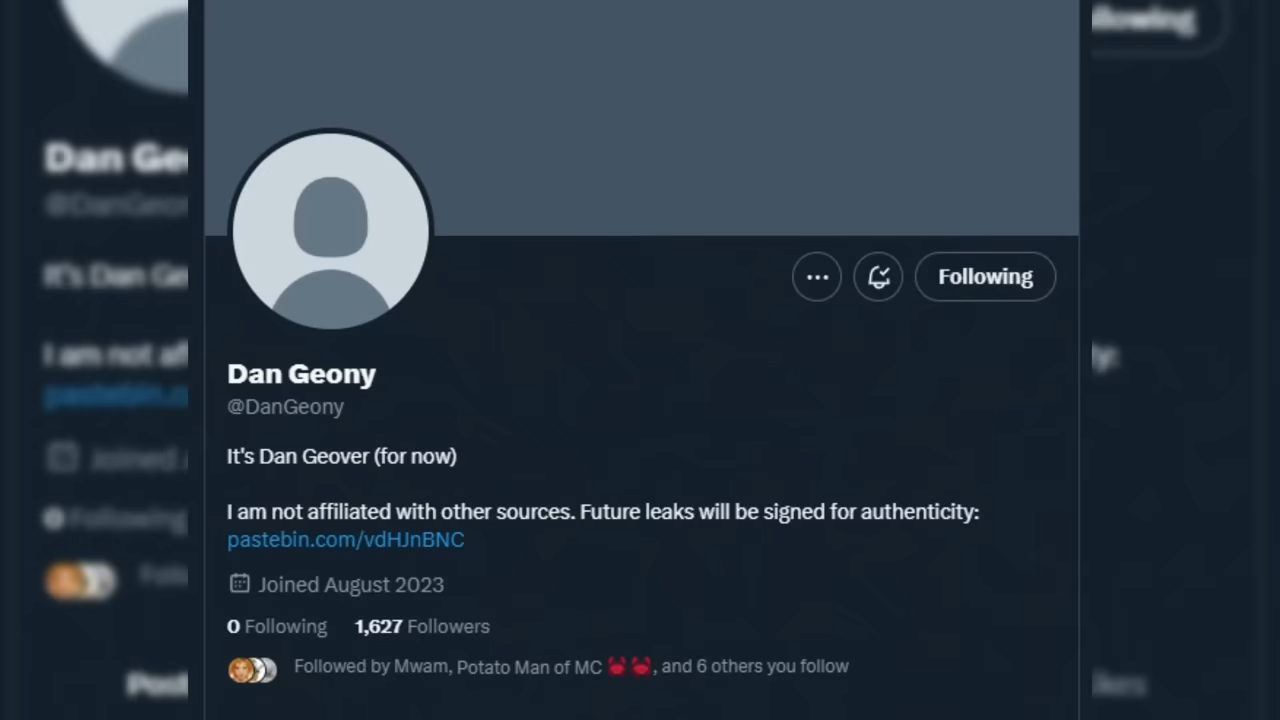 Following
Dan Geony
@DanGeony
It's Dan Geover (for now)
I am not affiliated with other sources. Future leaks will be signed for authenticity:
pastebin.com/vdHJnBNC
Joined August 2023
0 Following 1,627 Followers
Followed by Mwam, Potato Man of MC 🦀🦀, and 6 others you follow